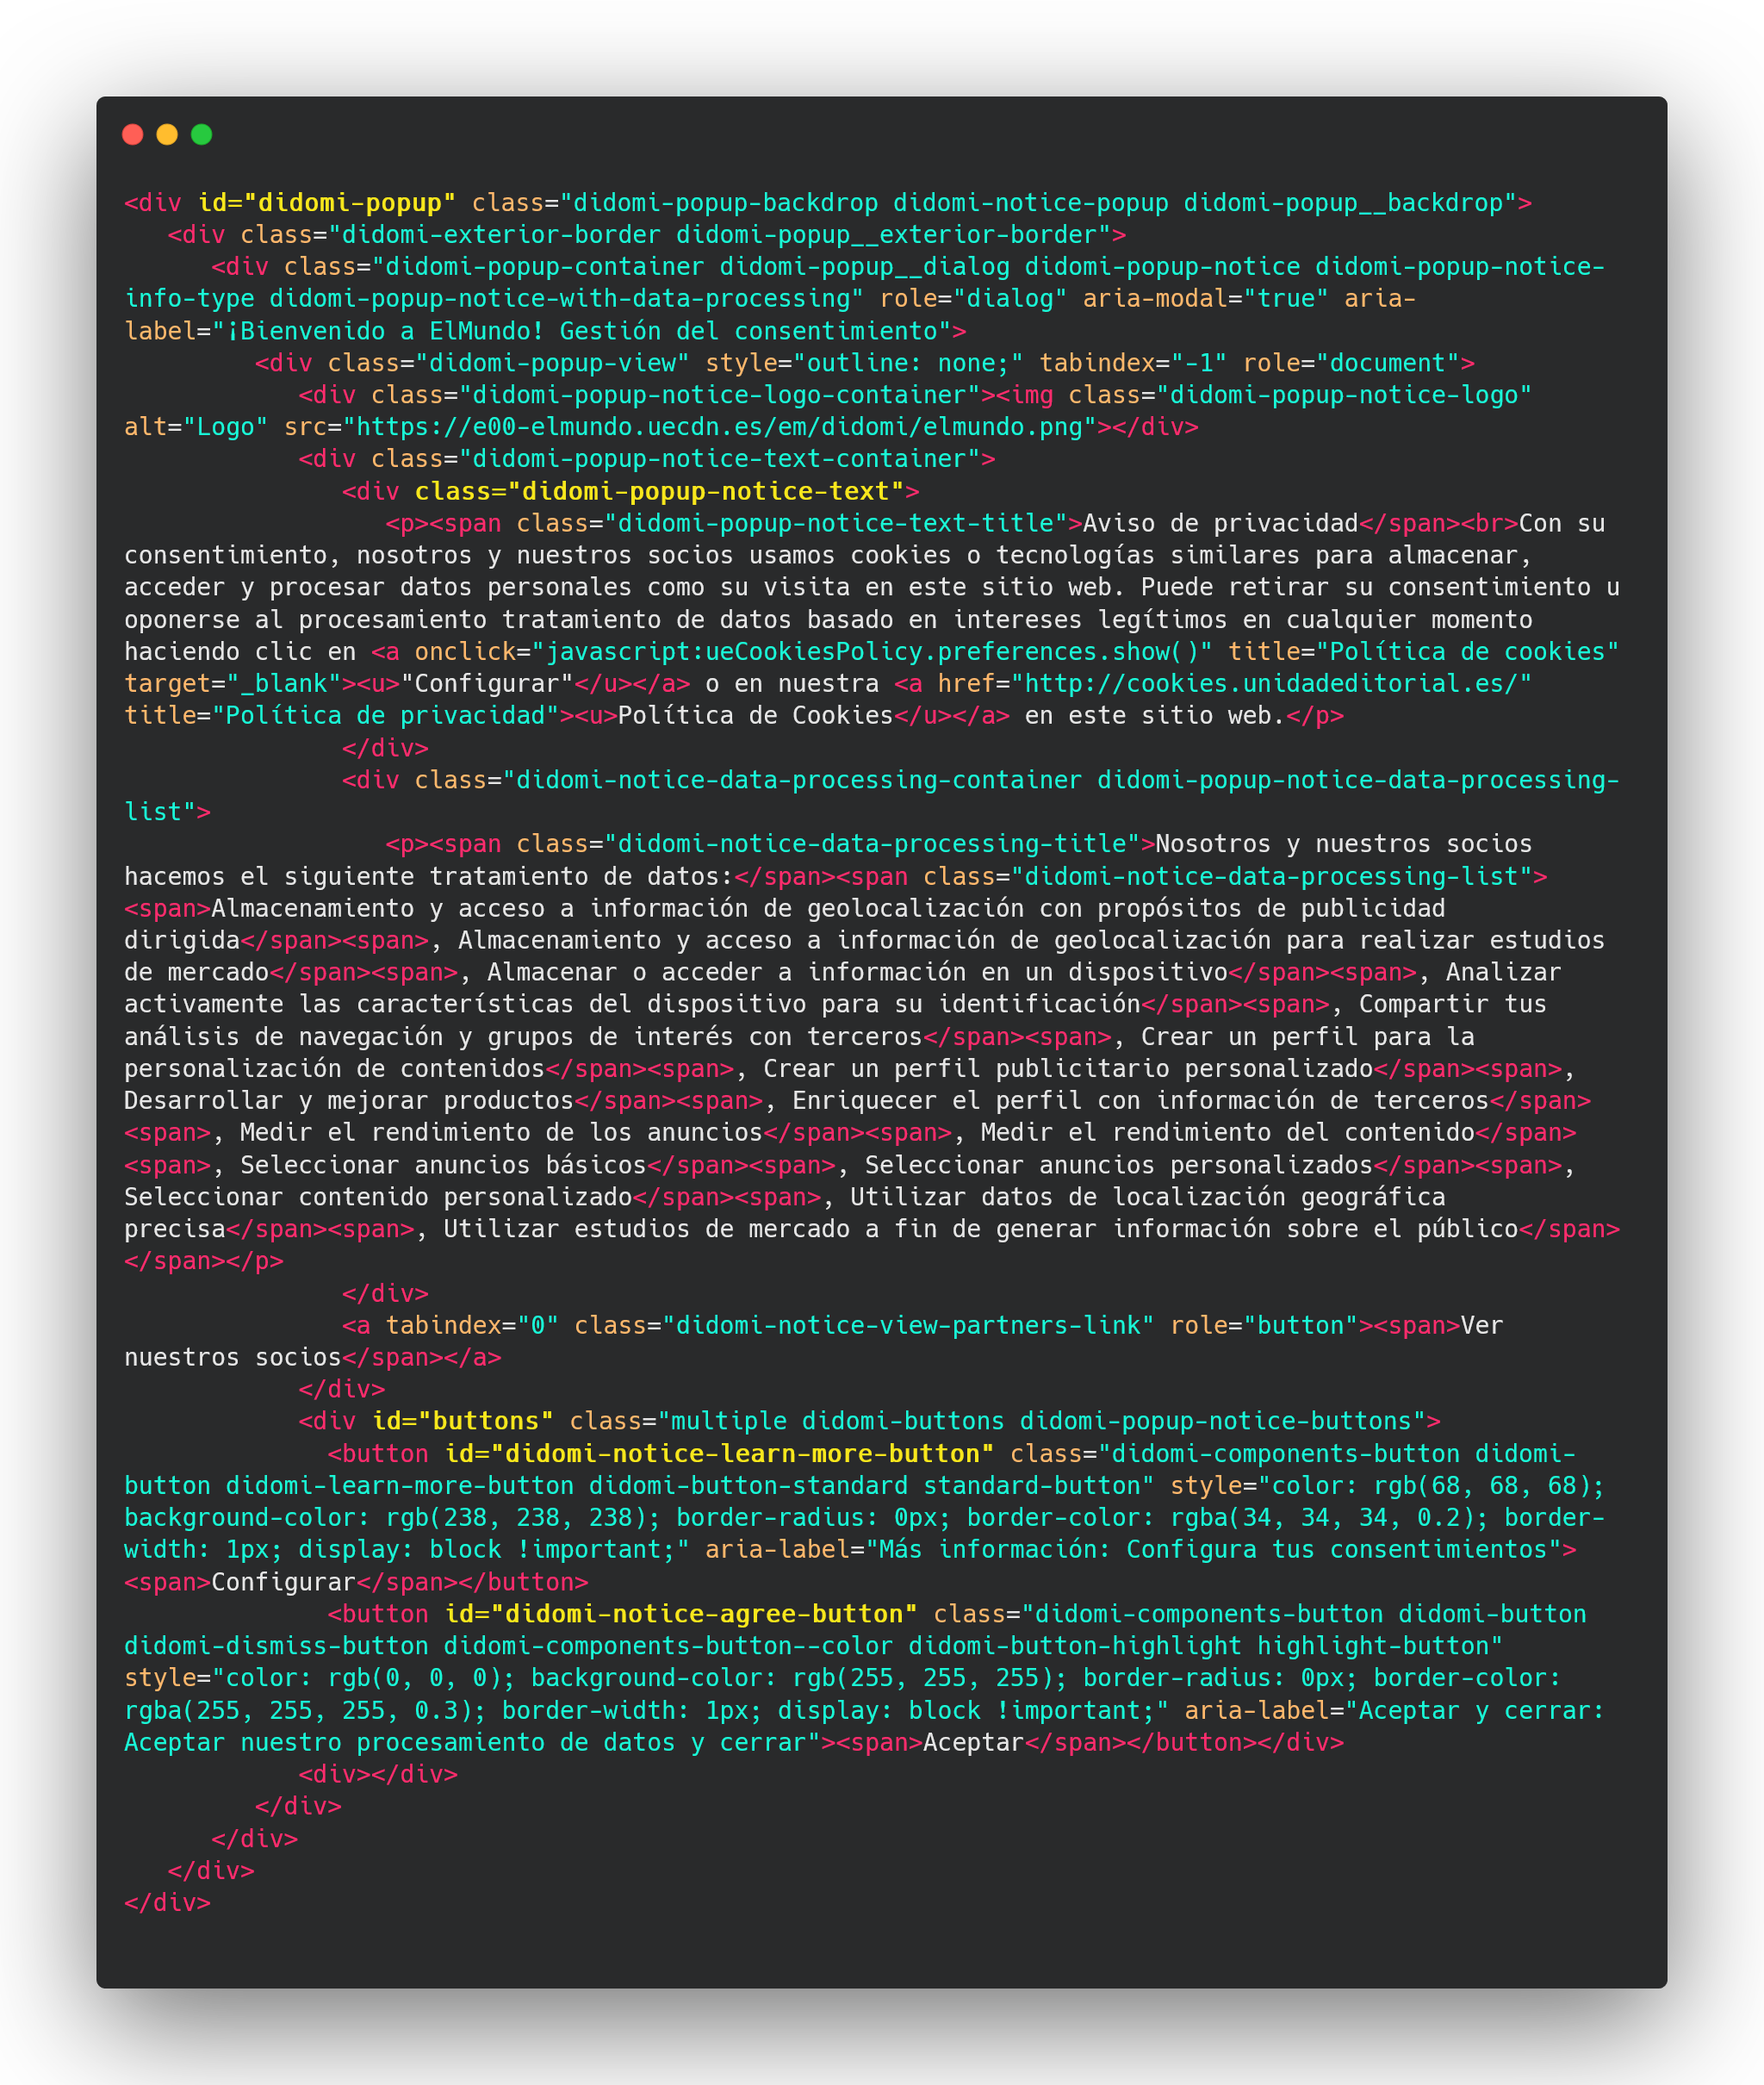 <div id="didomi-popup" class="didomi-popup-backdrop didomi-notice-popup didomi-popup__backdrop">
<div class="didomi-exterior-border didomi-popup__exterior-border">
<div class="didomi-popup-container didomi-popup__dialog didomi-popup-notice didomi-popup-notice-
info-type didomi-popup-notice-with-data-processing" role="dialog" aria-modal="true" aria-
label="¡Bienvenido a ElMundo! Gestión del consentimiento">
<div class="didomi-popup-view" style="outline: none;" tabindex="-1" role="document">
<div class="didomi-popup-notice-logo-container"><img class="didomi-popup-notice-logo"
alt="Logo" src="https://e00-elmundo.uecdn.es/em/didomi/elmundo.png"></div>
<div class="didomi-popup-notice-text-container">
<div class="didomi-popup-notice-text">
<p><span class="didomi-popup-notice-text-title">Aviso de privacidad</span><br>Con su
consentimiento, nosotros y nuestros socios usamos cookies o tecnologías similares para almacenar,
acceder y procesar datos personales como su visita en este sitio web. Puede retirar su consentimiento u
oponerse al procesamiento tratamiento de datos basado en intereses legítimos en cualquier momento
haciendo clic en <a onclick="javascript:ueCookiesPolicy.preferences.show()" title="Política de cookies"
target="_blank"><u>"Configurar"</u></a> o en nuestra <a href="http://cookies.unidadeditorial.es/"
title="Política de privacidad"><u>Política de Cookies</u></a> en este sitio web.</p>
</div>
<div class="didomi-notice-data-processing-container didomi-popup-notice-data-processing-
list">
<p><span class="didomi-notice-data-processing-title">Nosotros y nuestros socios
hacemos el siguiente tratamiento de datos:</span><span class="didomi-notice-data-processing-list">
<span>Almacenamiento y acceso a información de geolocalización con propósitos de publicidad
dirigida</span><span>, Almacenamiento y acceso a información de geolocalización para realizar estudios
de mercado</span><span>, Almacenar o acceder a información en un dispositivo</span><span>, Analizar
activamente las características del dispositivo para su identificación</span><span>, Compartir tus
análisis de navegación y grupos de interés con terceros</span><span>, Crear un perfil para la
personalización de contenidos</span><span>, Crear un perfil publicitario personalizado</span><span>,
Desarrollar y mejorar productos</span><span>, Enriquecer el perfil con información de terceros</span>
<span>, Medir el rendimiento de los anuncios</span><span>, Medir el rendimiento del contenido</span>
<span>, Seleccionar anuncios básicos</span><span>, Seleccionar anuncios personalizados</span><span>,
Seleccionar contenido personalizado</span><span>, Utilizar datos de localización geográfica
precisa</span><span>, Utilizar estudios de mercado a fin de generar información sobre el público</span>
</span></p>
</div>
<a tabindex="0" class="didomi-notice-view-partners-link" role="button"><span>Ver
nuestros socios</span></a>
</div>
<div id="buttons" class="multiple didomi-buttons didomi-popup-notice-buttons">
<button id="didomi-notice-learn-more-button" class="didomi-components-button didomi-
button didomi-learn-more-button didomi-button-standard standard-button" style="color: rgb(68, 68, 68);
background-color: rgb(238, 238, 238); border-radius: 0px; border-color: rgba(34, 34, 34, 0.2); border-
width: 1px; display: block !important;" aria-label="Más información: Configura tus consentimientos">
<span>Configurar</span></button>
<button id="didomi-notice-agree-button" class="didomi-components-button didomi-button
didomi-dismiss-button didomi-components-button--color didomi-button-highlight highlight-button"
style="color: rgb(0, 0, 0); background-color: rgb(255, 255, 255); border-radius: 0px; border-color:
rgba(255, 255, 255, 0.3); border-width: 1px; display: block !important;" aria-label="Aceptar y cerrar:
Aceptar nuestro procesamiento de datos y cerrar"><span>Aceptar</span></button></div>
<div></div>
</div>
</div>
</div>
</div>